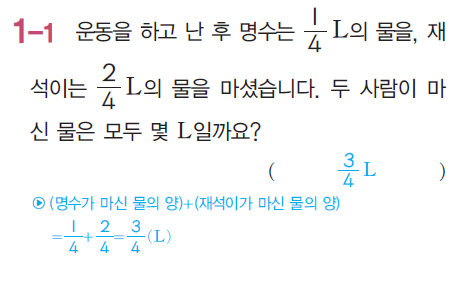 1-1 운동을 하고 난 후 명수는 1/4 L의 물을, 재
석이는 2/4 L의 물을 마셨습니다. 두 사람이 마
신 물은 모두 몇 L일까요?
( 3/4 L )
▶ (명수가 마신 물의 양)+(재석이가 마신 물의 양)
=1/4+2/4=3/4(L)